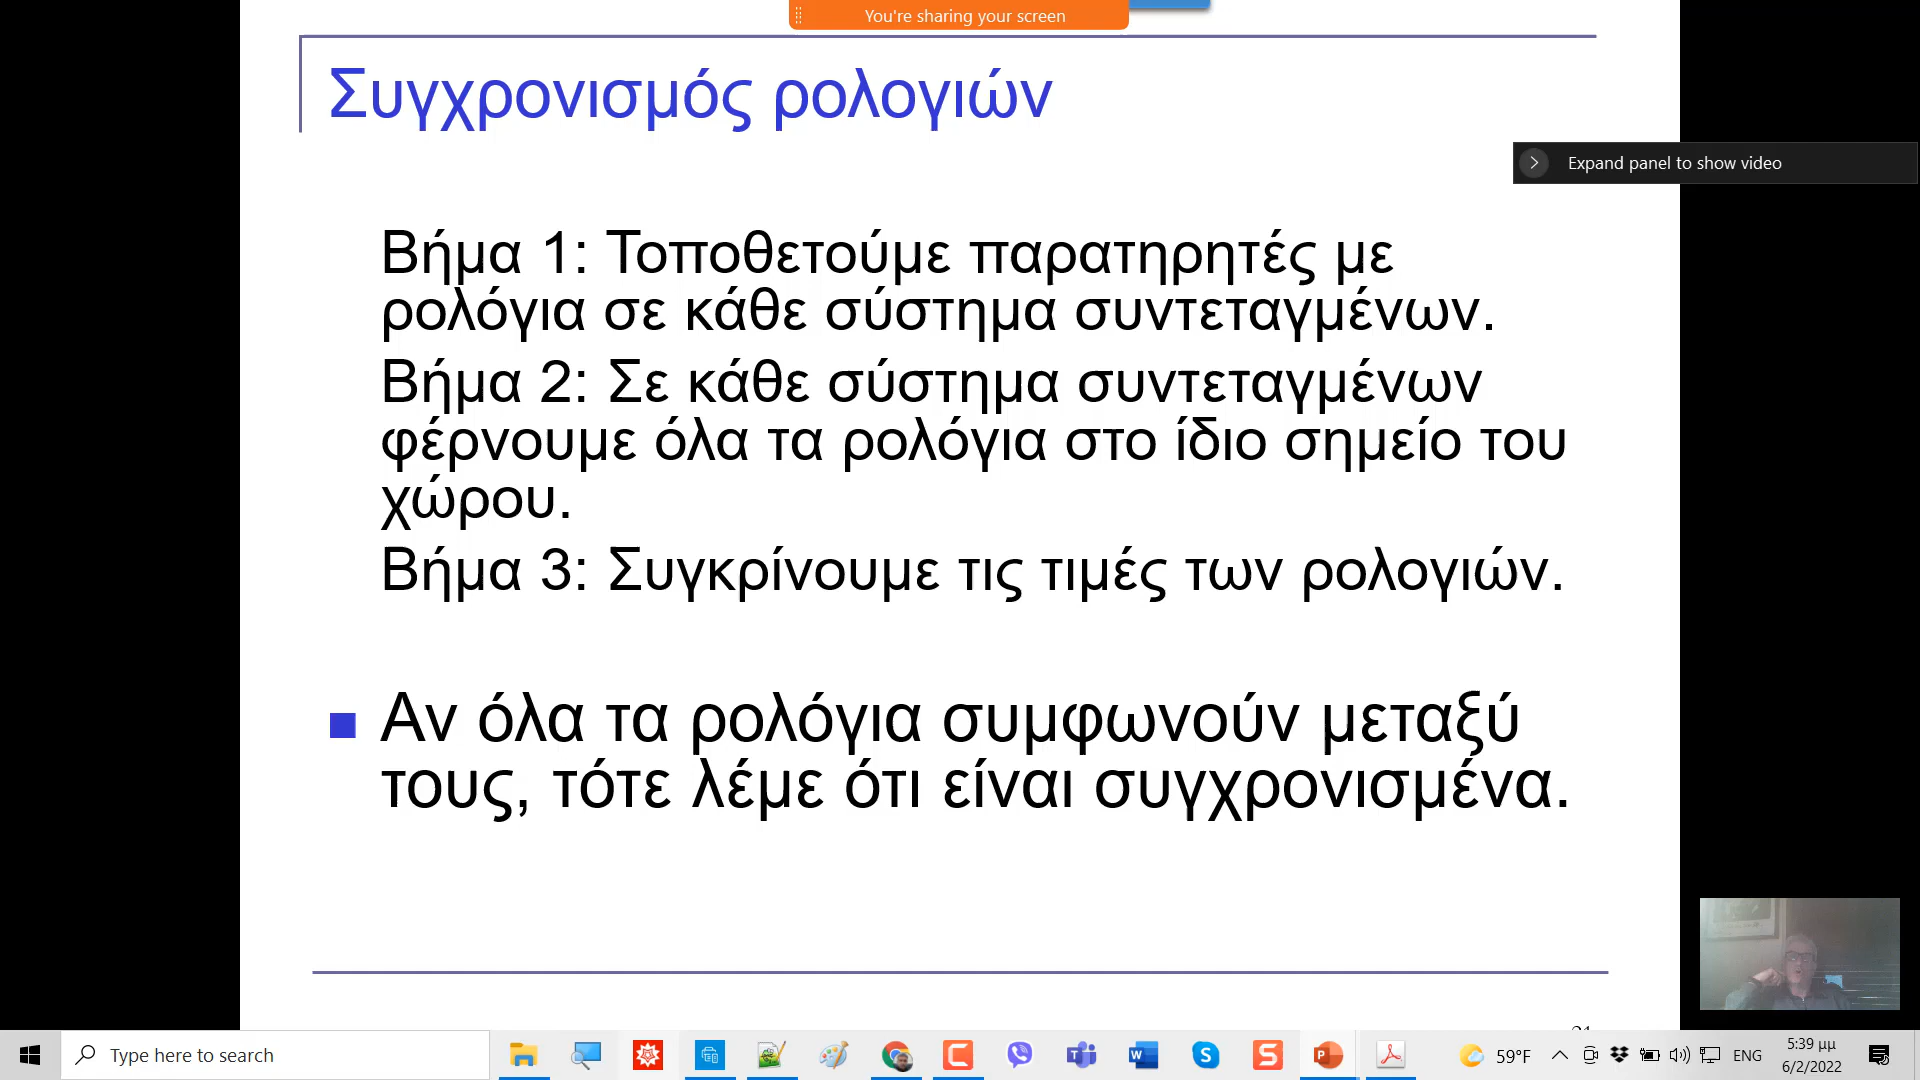 You're sharing your screen
Συγχρονισμός ρολογιών
Expand panel to show video
Βήμα 1: Τοποθετούμε παρατηρητές με
ρολόγια σε κάθε σύστημα συντεταγμένων.
Βήμα 2: Σε κάθε σύστημα συντεταγμένων
φέρνουμε όλα τα ρολόγια στο ίδιο σημείο του
χώρου.
Βήμα 3: Συγκρίνουμε τις τιμές των ρολογιών.
Αν όλα τα ρολόγια συμφωνούν μεταξύ
τους, τότε λέμε ότι είναι συγχρονισμένα.
Type here to search
59°F
ENG
5:39 μμ
6/2/2022